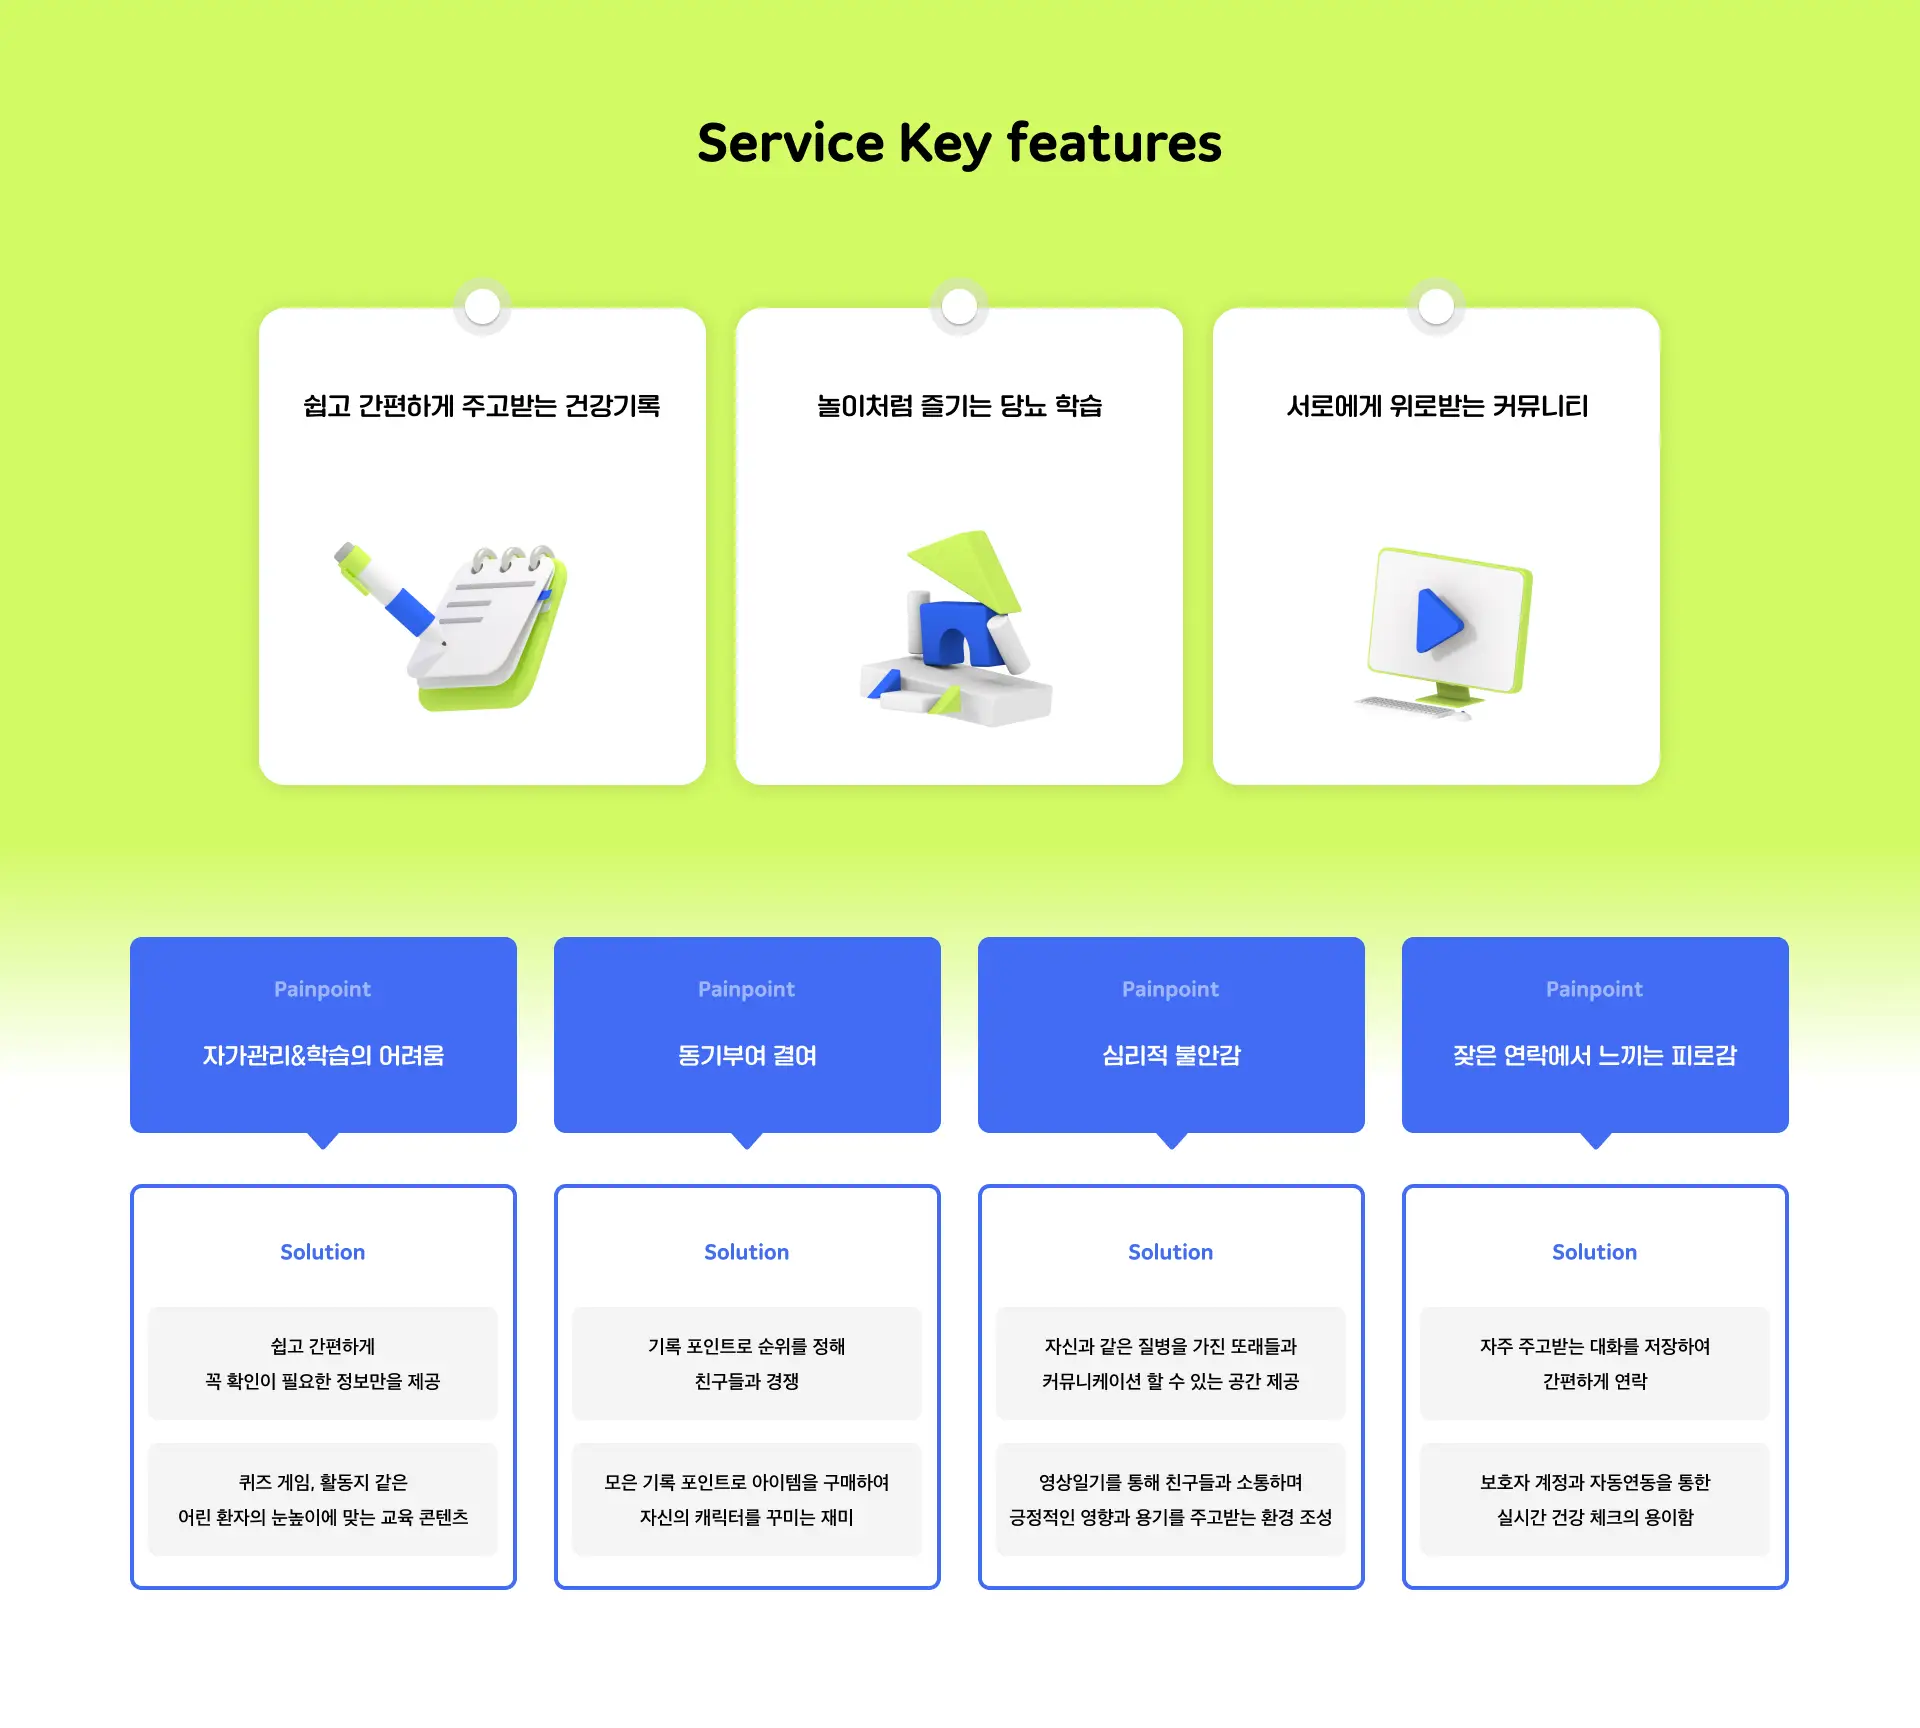 Service Key features
쉽고 간편하게 주고받는 건강기록
놀이처럼 즐기는 당뇨 학습
서로에게 위로받는 커뮤니티
Painpoint
자가관리&학습의 어려움
Painpoint
동기부여 결여
Painpoint
심리적 불안감
Painpoint
잦은 연락에서 느끼는 피로감
Solution
쉽고 간편하게
꼭 확인이 필요한 정보만을 제공
퀴즈 게임, 활동지 같은
어린 환자의 눈높이에 맞는 교육 콘텐츠
Solution
기록 포인트로 순위를 정해
친구들과 경쟁
모은 기록 포인트로 아이템을 구매하여
자신의 캐릭터를 꾸미는 재미
Solution
자신과 같은 질병을 가진 또래들과
커뮤니케이션 할 수 있는 공간 제공
영상일기를 통해 친구들과 소통하며
긍정적인 영향과 용기를 주고받는 환경 조성
Solution
자주 주고받는 대화를 저장하여
간편하게 연락
보호자 계정과 자동연동을 통한
실시간 건강 체크의 용이함